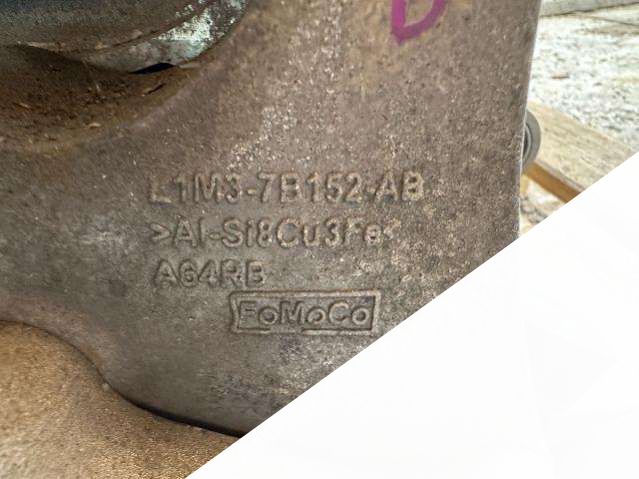 D
L1M3-7B152-AB
>Al-Si8Cu3Fe<
A64RB
FoMoCo